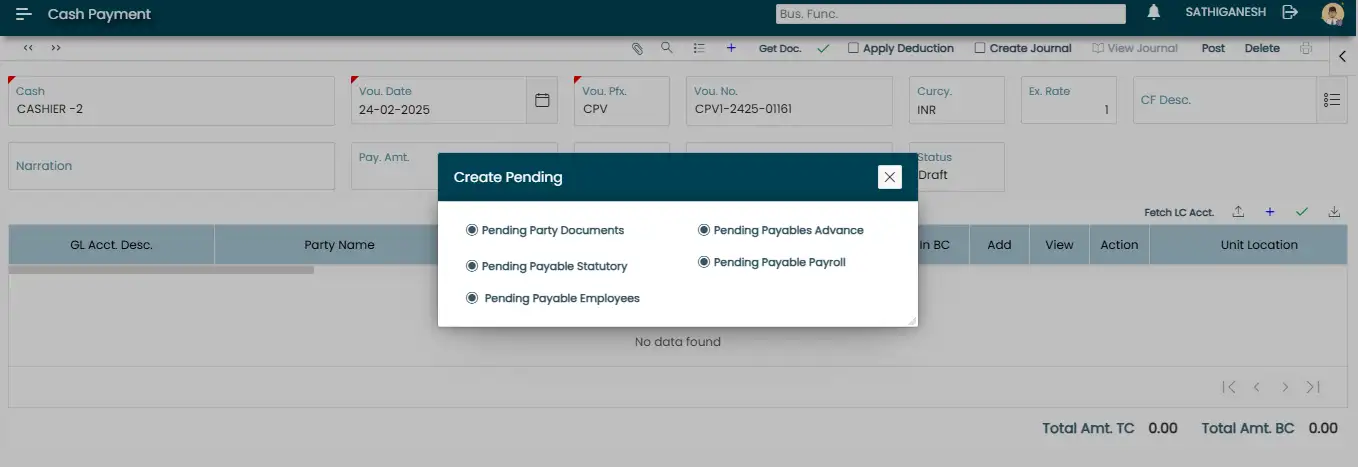 Cash Payment
Bus. Func.
SATHIGANESH
Get Doc.
Apply Deduction
Create Journal
View Journal
Post
Delete
Cash
CASHIER -2
Vou. Date
24-02-2025
Vou. Pfx.
CPV
Vou. No.
CPV1-2425-01161
Curcy.
INR
Ex. Rate
1
CF Desc.
Narration
Pay. Amt.
Status
Draft
Create Pending
Pending Party Documents
Pending Payables Advance
Pending Payable Statutory
Pending Payable Payroll
Pending Payable Employees
Fetch LC Acct.
GL Acct. Desc.
Party Name
in BC
Add
View
Action
Unit Location
No data found
Total Amt. TC 0.00
Total Amt. BC 0.00